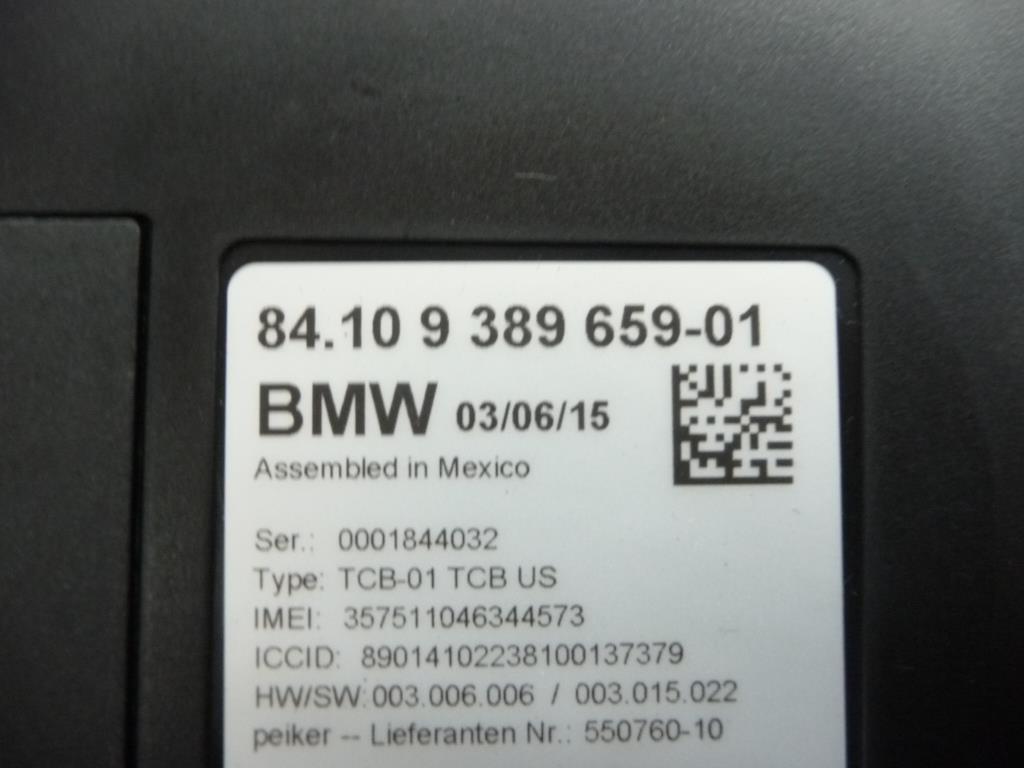 84.10 9 389 659-01
BMW 03/06/15
Assembled in Mexico
Ser.: 0001844032
Type: TCB-01 TCB US
IMEI: 357511046344573
ICCID: 89014102238100137379
HW/SW: 003.006.006 / 003.015.022
peiker -- Lieferanten Nr.: 550760-10